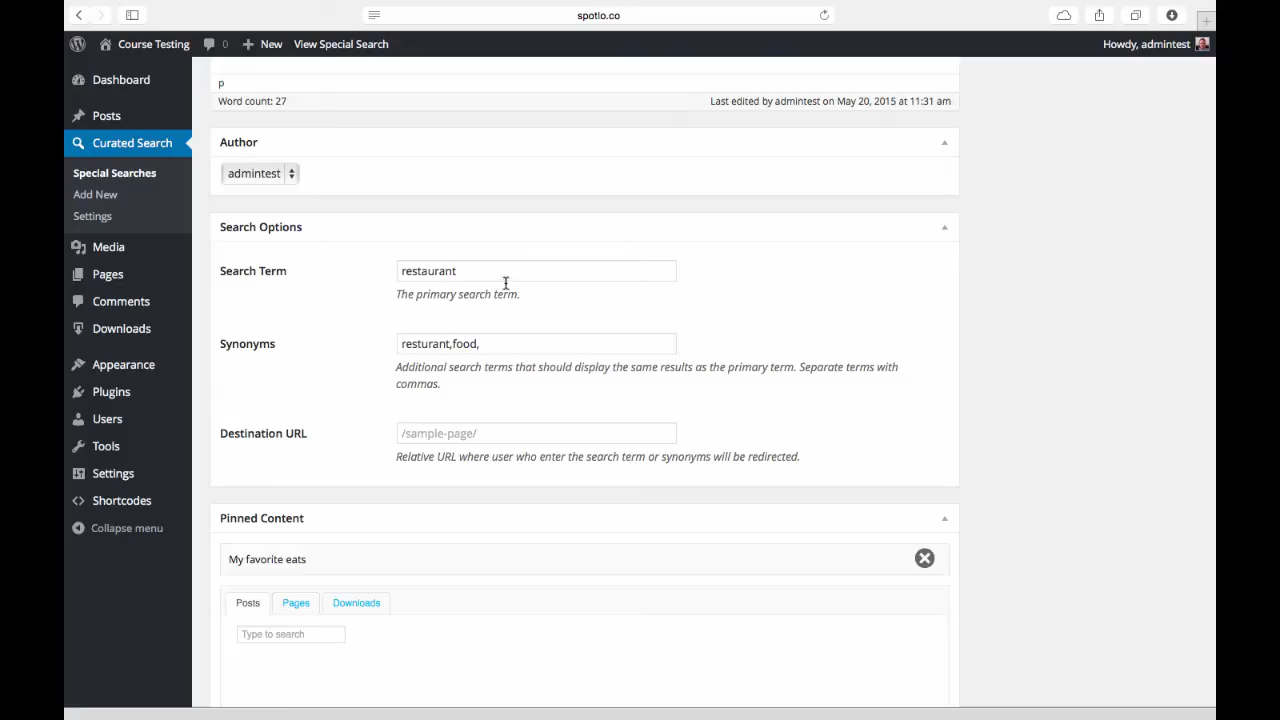 spotlo.co
Course Testing 0 New View Special Search Howdy, admintest
Dashboard
Posts
Curated Search
Special Searches
Add New
Settings
Media
Pages
Comments
Downloads
Appearance
Plugins
Users
Tools
Settings
Shortcodes
Collapse menu
p
Word count: 27 Last edited by admintest on May 20, 2015 at 11:31 am
Author
admintest
Search Options
Search Term restaurant
The primary search term.
Synonyms resturant,food,
Additional search terms that should display the same results as the primary term. Separate terms with
commas.
Destination URL /sample-page/
Relative URL where user who enter the search term or synonyms will be redirected.
Pinned Content
My favorite eats
Posts Pages Downloads
Type to search